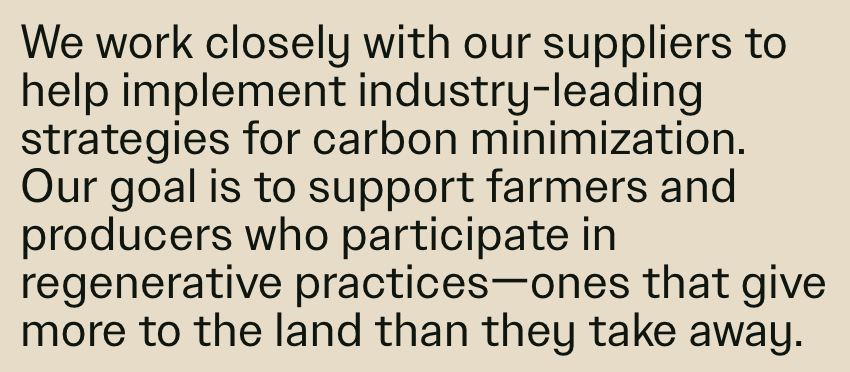 We work closely with our suppliers to
help implement industry-leading
strategies for carbon minimization.
Our goal is to support farmers and
producers who participate in
regenerative practices—ones that give
more to the land than they take away.